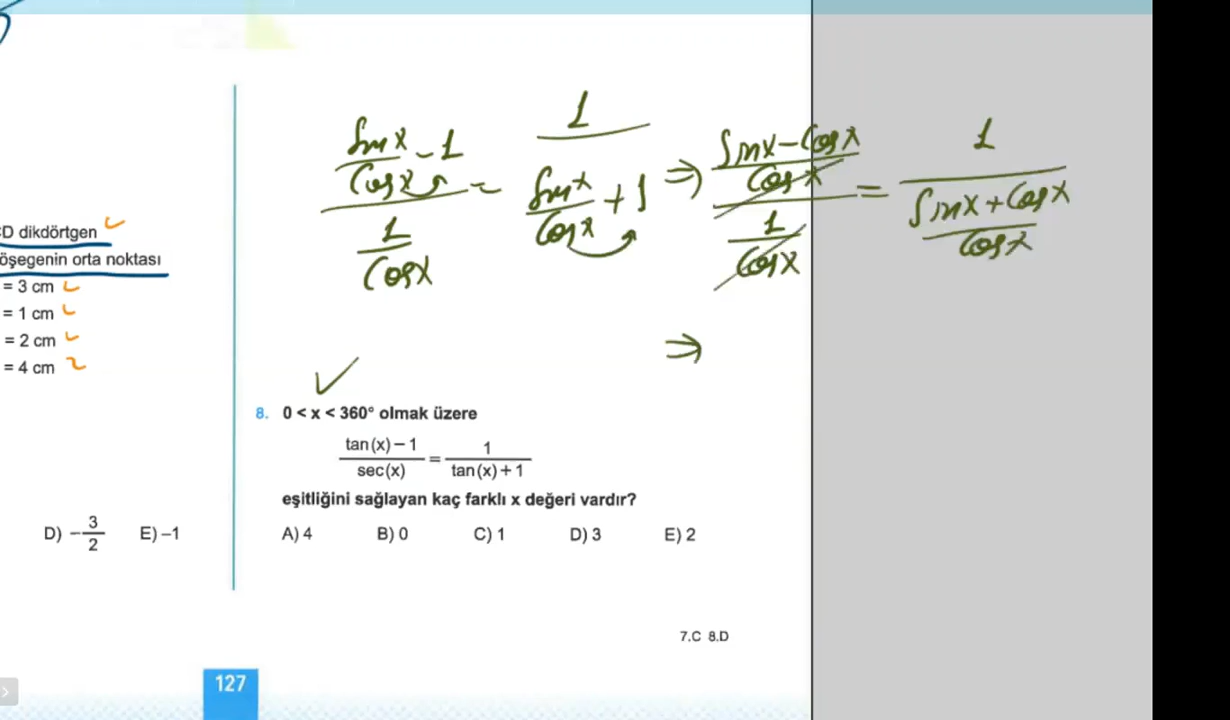 (Sinx/Cosx - 1) / (1/Cosx) = 1 / (Sinx/Cosx + 1) ⇒ ((Sinx - Cosx)/Cosx) / (1/Cosx) = 1 / ((Sinx + Cosx)/Cosx)
⇒
CD dikdörtgen
öşegenin orta noktası
= 3 cm
= 1 cm
= 2 cm
= 4 cm
D) -3/2 E) –1
8. 0 < x < 360° olmak üzere
(tan(x) – 1)/sec(x) = 1/(tan(x) + 1)
eşitliğini sağlayan kaç farklı x değeri vardır?
A) 4 B) 0 C) 1 D) 3 E) 2
7.C 8.D
127